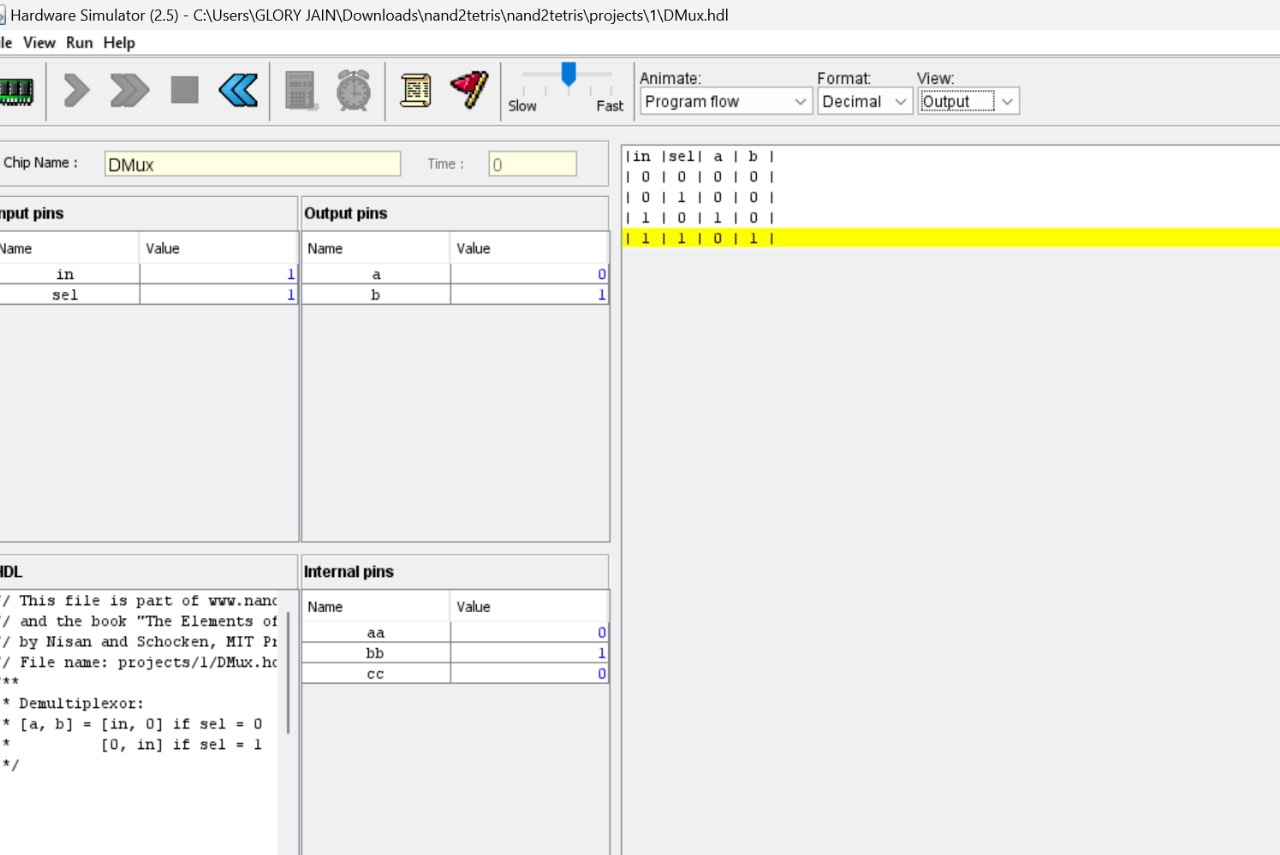 Hardware Simulator (2.5) - C:\Users\GLORY JAIN\Downloads\nand2tetris\nand2tetris\projects\1\DMux.hdl
le View Run Help
Slow Fast
Animate: Format: View:
Program flow Decimal Output
Chip Name : DMux Time : 0
nput pins
Name Value
in 1
sel 1
Output pins
Name Value
a 0
b 1
|in |sel| a | b |
| 0 | 0 | 0 | 0 |
| 0 | 1 | 0 | 0 |
| 1 | 0 | 1 | 0 |
| 1 | 1 | 0 | 1 |
HDL
/ This file is part of www.nand
/ and the book "The Elements of
/ by Nisan and Schocken, MIT Pr
/ File name: projects/1/DMux.hd
**
* Demultiplexor:
* [a, b] = [in, 0] if sel = 0
* [0, in] if sel = 1
*/
Internal pins
Name Value
aa 0
bb 1
cc 0